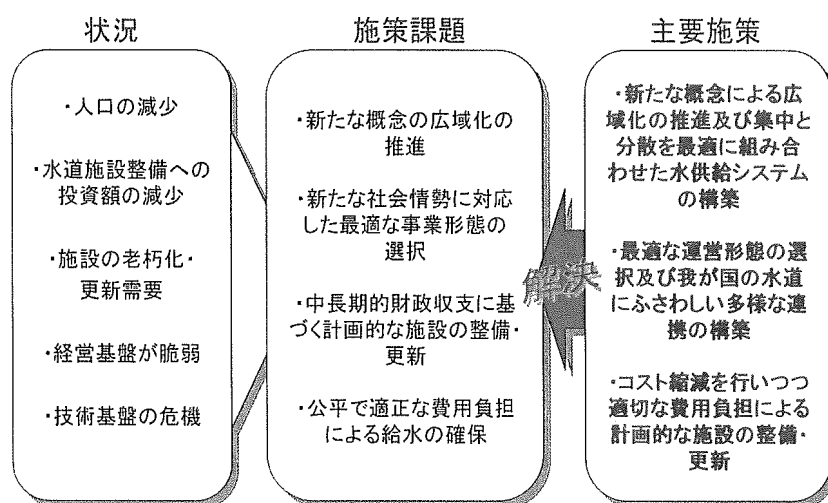 状況
・人口の減少
・水道施設整備への
投資額の減少
・施設の老朽化・
更新需要
・経営基盤が脆弱
・技術基盤の危機
施策課題
・新たな概念の広域化の
推進
・新たな社会情勢に対応
した最適な事業形態の
選択
・中長期的財政収支に基
づく計画的な施設の整備・
更新
・公平で適正な費用負担
による給水の確保
解決
主要施策
・新たな概念による広
域化の推進及び集中と
分散を最適に組み合
わせた水供給システム
の構築
・最適な運営形態の選
択及び我が国の水道
にふさわしい多様な連
携の構築
・コスト縮減を行いつつ
適切な費用負担による
計画的な施設の整備・
更新